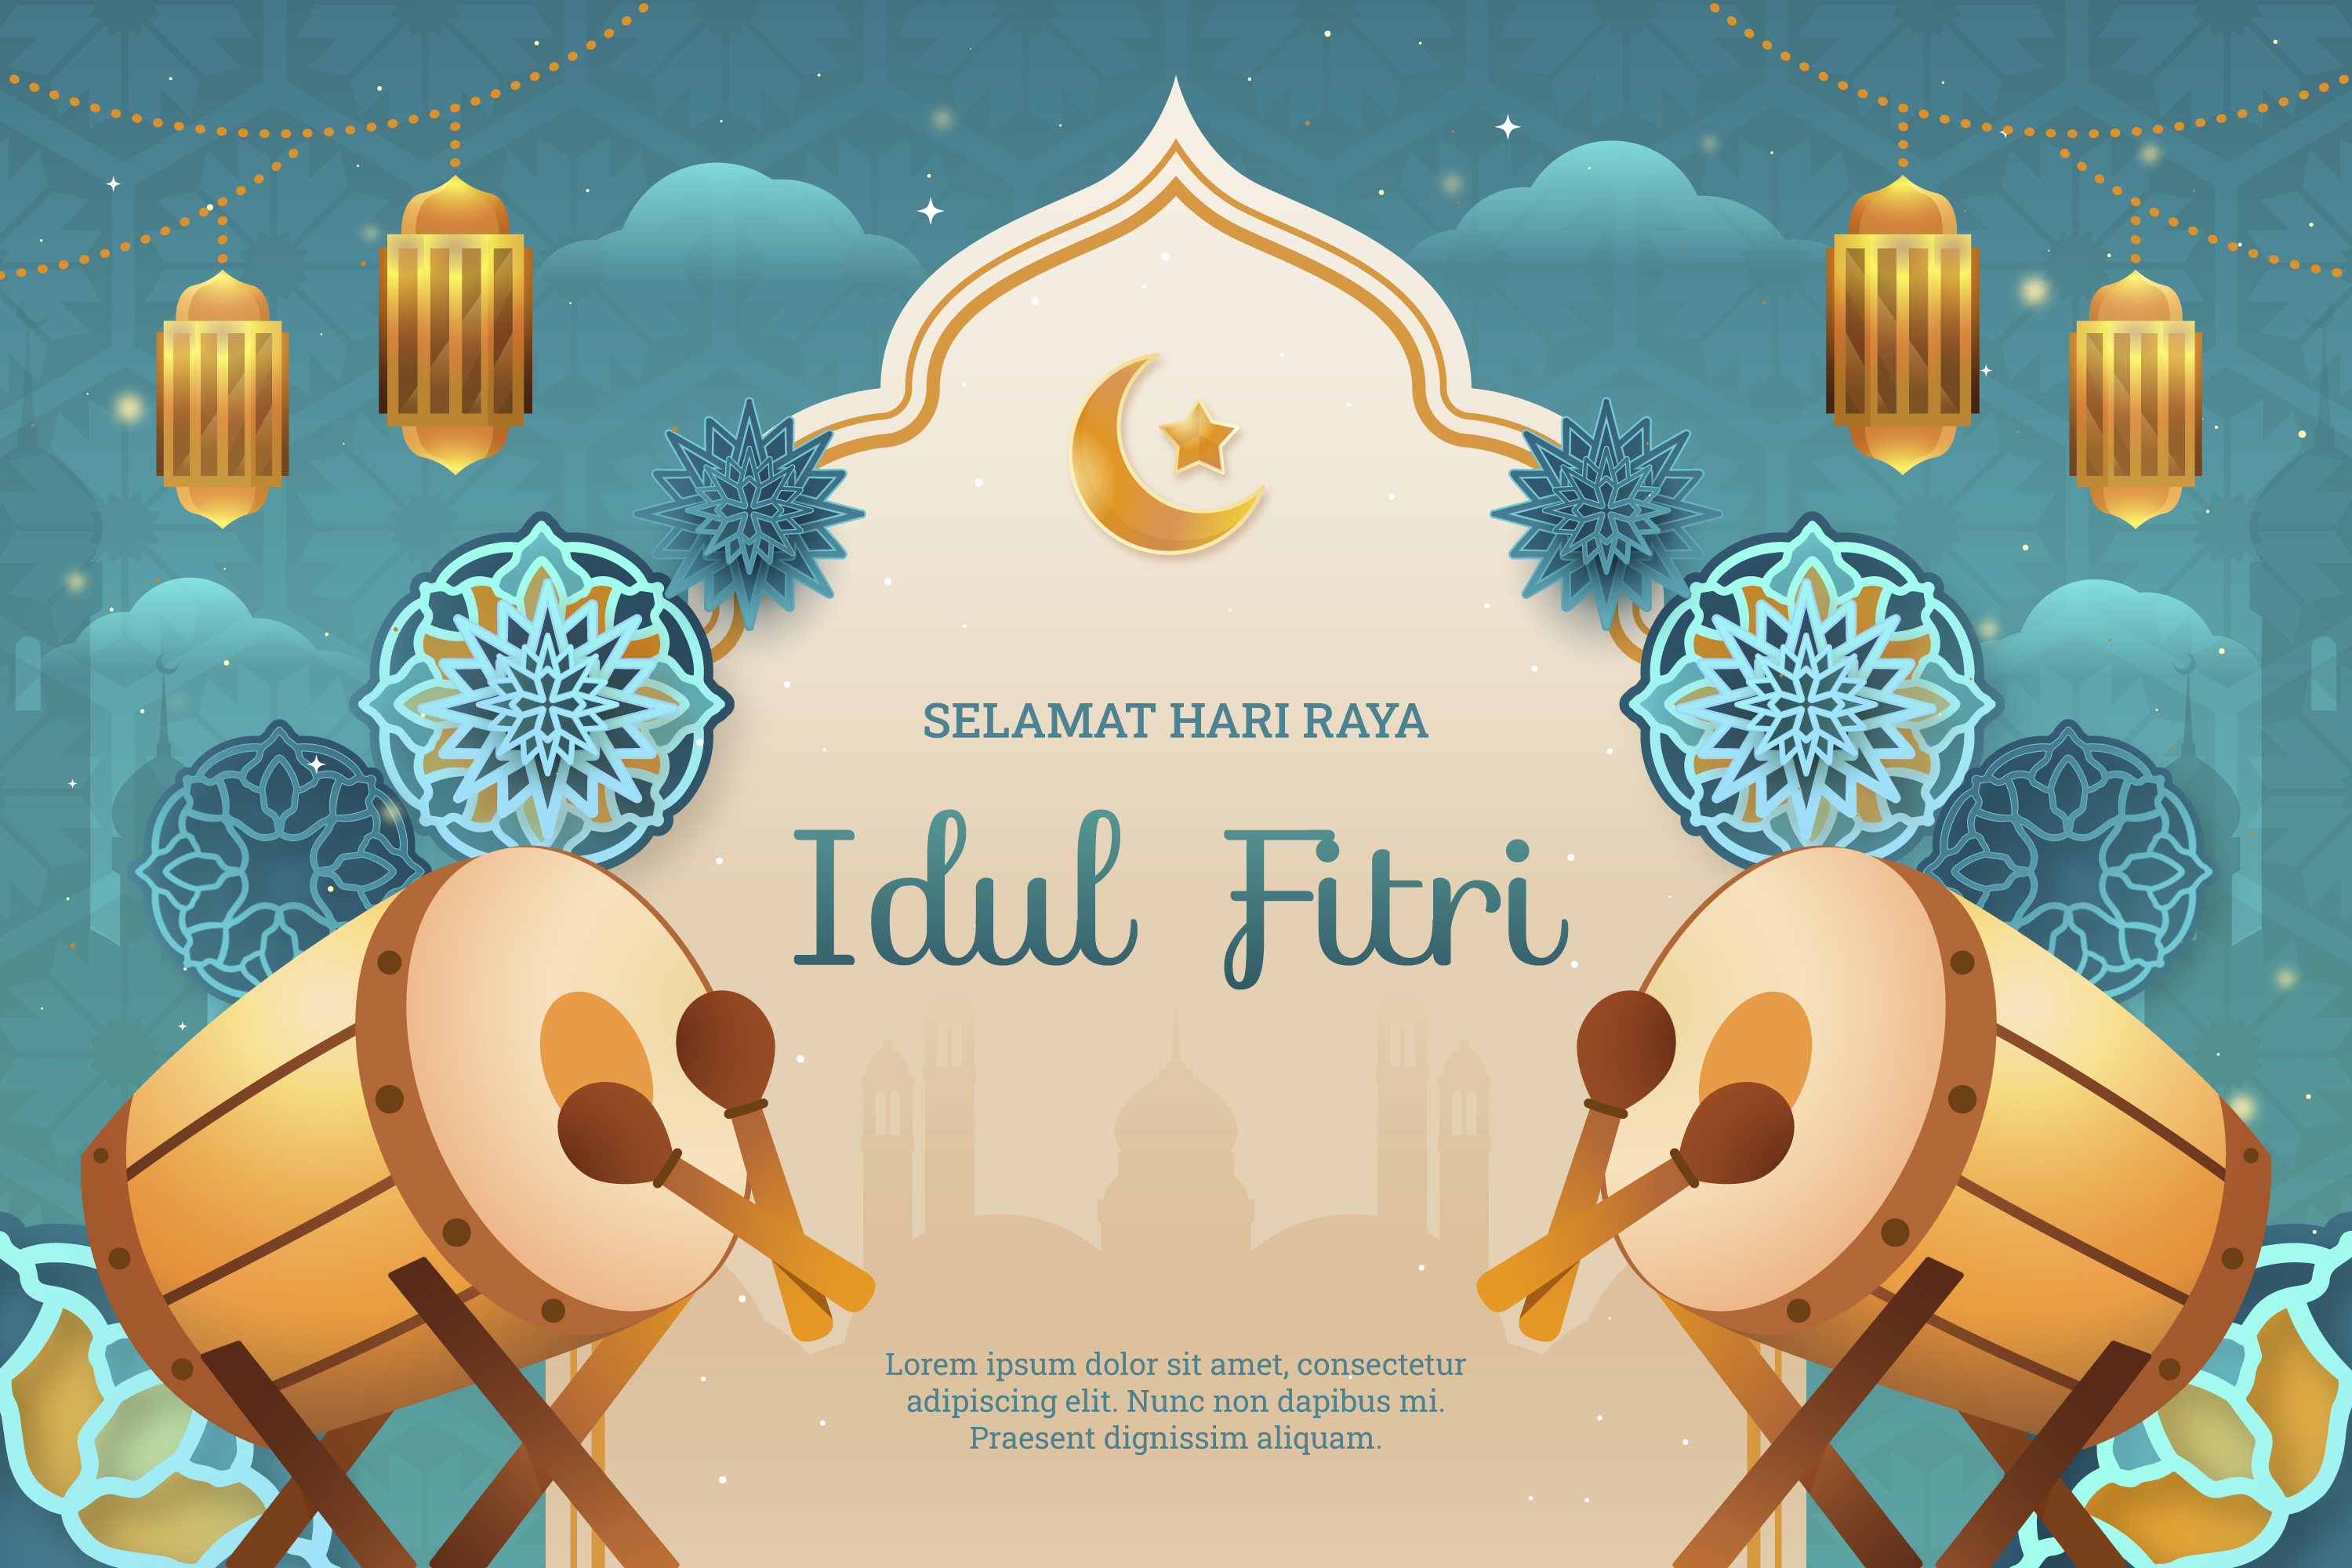 SELAMAT HARI RAYA
Idul Fitri
Lorem ipsum dolor sit amet, consectetur
adipiscing elit. Nunc non dapibus mi.
Praesent dignissim aliquam.